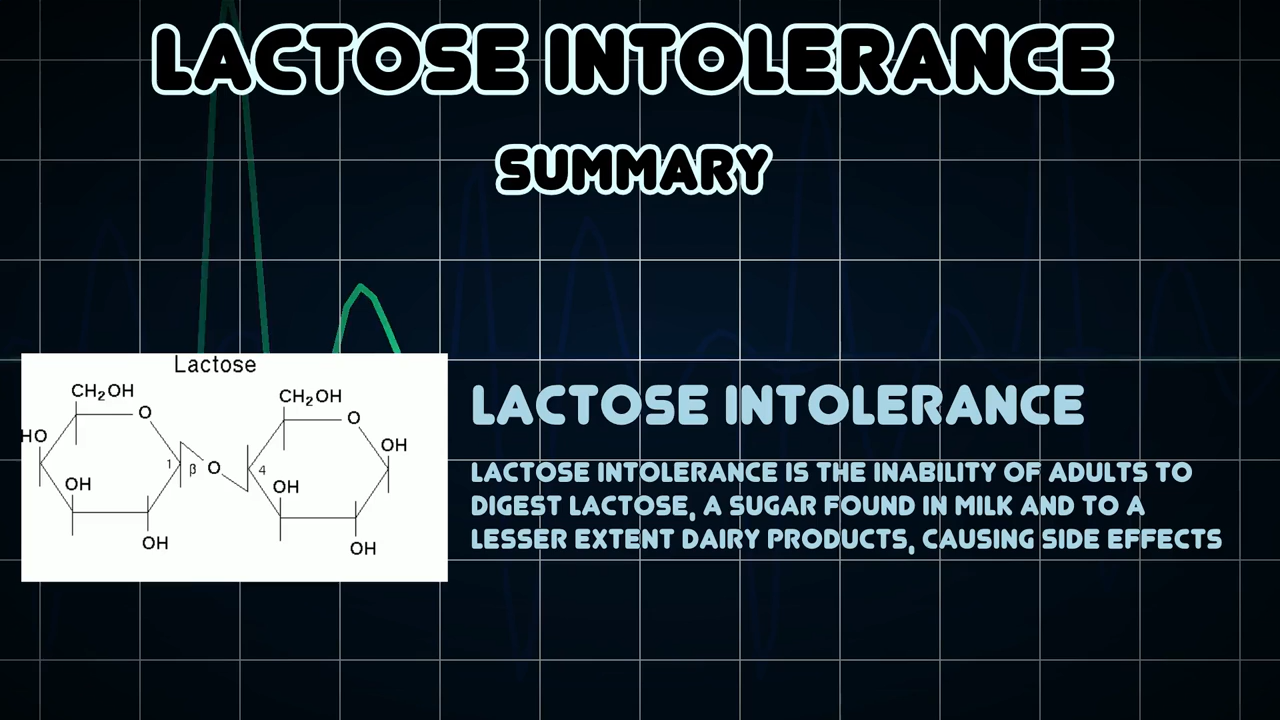 LACTOSE INTOLERANCE
SUMMARY
Lactose
CH₂OH
O
HO
OH
OH
1
β
O
4
CH₂OH
O
OH
OH
OH
LACTOSE INTOLERANCE
LACTOSE INTOLERANCE IS THE INABILITY OF ADULTS TO
DIGEST LACTOSE, A SUGAR FOUND IN MILK AND TO A
LESSER EXTENT DAIRY PRODUCTS, CAUSING SIDE EFFECTS